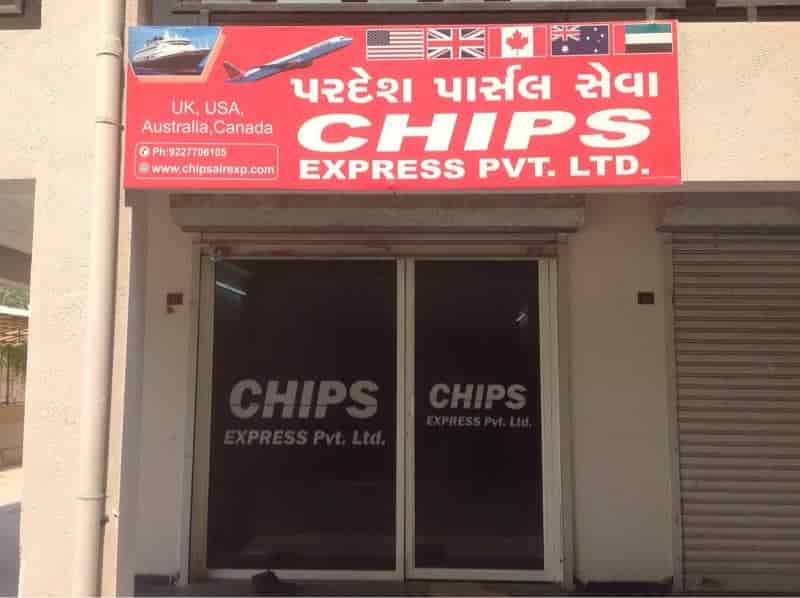 UK, USA,
Australia,Canada
Ph:9227706105
www.chipsairexp.com
પરદેશ પાર્સલ સેવા
CHIPS
EXPRESS PVT. LTD.
CHIPS
EXPRESS Pvt. Ltd.
CHIPS
EXPRESS Pvt. Ltd.